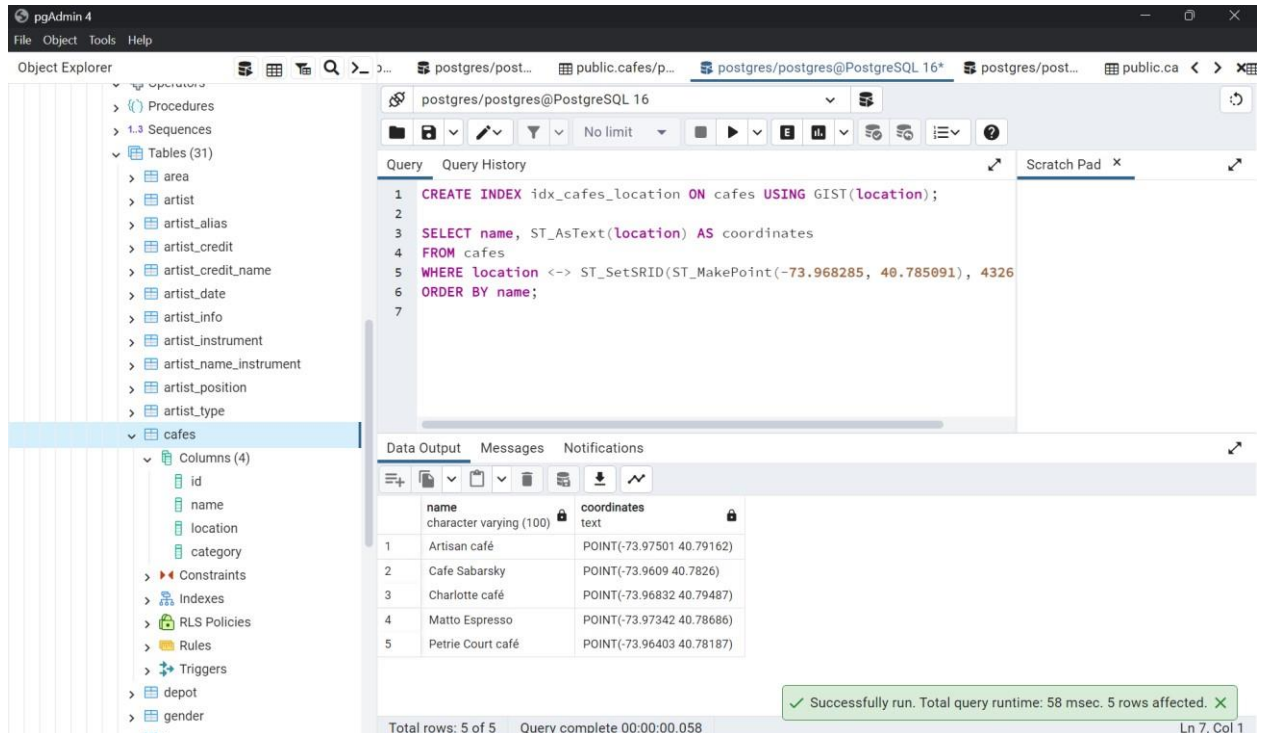 pgAdmin 4
File Object Tools Help
Object Explorer
postgres/post...
public.cafes/p...
postgres/postgres@PostgreSQL 16*
postgres/post...
public.ca
Operators
Procedures
1..3 Sequences
Tables (31)
area
artist
artist_alias
artist_credit
artist_credit_name
artist_date
artist_info
artist_instrument
artist_name_instrument
artist_position
artist_type
cafes
Columns (4)
id
name
location
category
Constraints
Indexes
RLS Policies
Rules
Triggers
depot
gender
postgres/postgres@PostgreSQL 16
No limit
Query Query History
Scratch Pad
1 CREATE INDEX idx_cafes_location ON cafes USING GIST(location);
2
3 SELECT name, ST_AsText(location) AS coordinates
4 FROM cafes
5 WHERE location <-> ST_SetSRID(ST_MakePoint(-73.968285, 40.785091), 4326
6 ORDER BY name;
7
Data Output Messages Notifications
name coordinates
character varying (100) text
1 Artisan café POINT(-73.97501 40.79162)
2 Cafe Sabarsky POINT(-73.9609 40.7826)
3 Charlotte café POINT(-73.96832 40.79487)
4 Matto Espresso POINT(-73.97342 40.78686)
5 Petrie Court café POINT(-73.96403 40.78187)
Successfully run. Total query runtime: 58 msec. 5 rows affected.
Total rows: 5 of 5 Query complete 00:00:00.058 Ln 7, Col 1